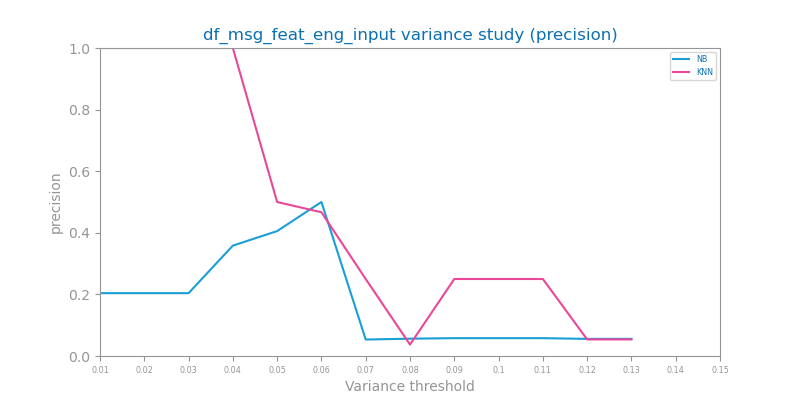 df_msg_feat_eng_input variance study (precision)
NB
KNN
precision
1.0
0.8
0.6
0.4
0.2
0.0
0.01 0.02 0.03 0.04 0.05 0.06 0.07 0.08 0.09 0.1 0.11 0.12 0.13 0.14 0.15
Variance threshold